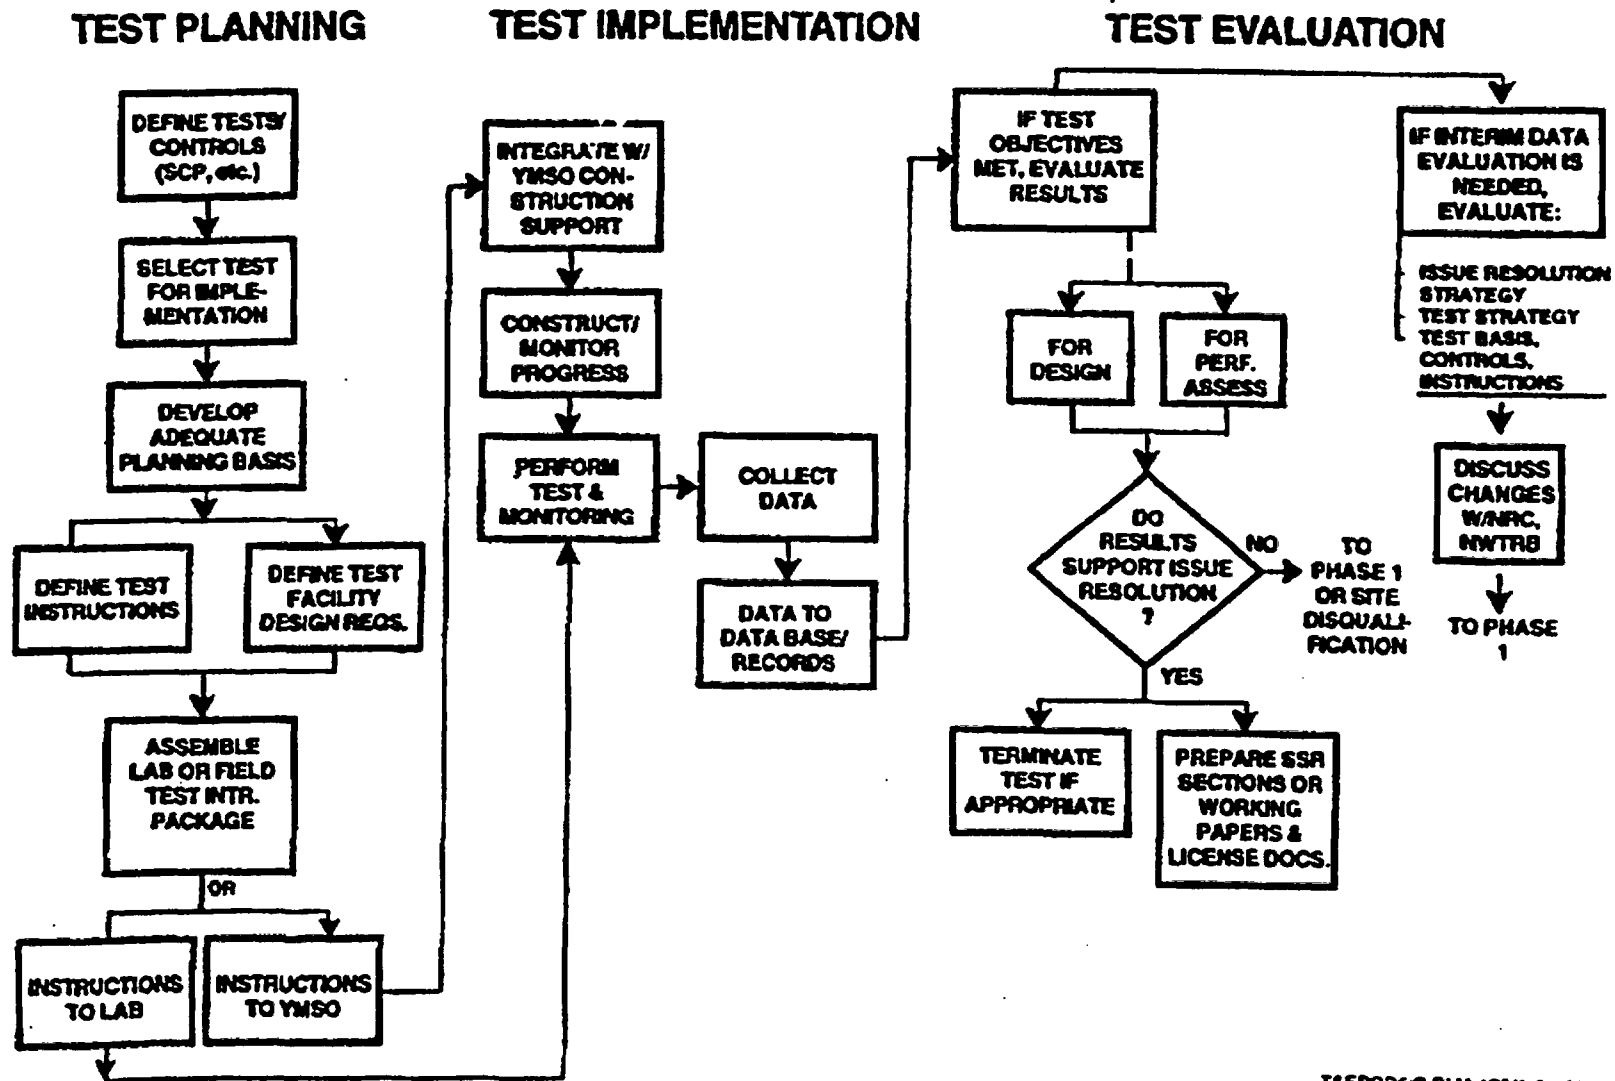 TEST PLANNING
DEFINE TESTS/
CONTROLS
(SCP, etc.)
SELECT TEST
FOR IMPLE-
MENTATION
DEVELOP
ADEQUATE
PLANNING BASIS
DEFINE TEST
INSTRUCTIONS
DEFINE TEST
FACILITY
DESIGN REQS.
ASSEMBLE
LAB OR FIELD
TEST INTR.
PACKAGE
OR
INSTRUCTIONS
TO LAB
INSTRUCTIONS
TO YMSO
TEST IMPLEMENTATION
INTEGRATE W/
YMSO CON-
STRUCTION
SUPPORT
CONSTRUCT/
MONITOR
PROGRESS
PERFORM
TEST &
MONITORING
COLLECT
DATA
DATA TO
DATA BASE/
RECORDS
TEST EVALUATION
IF TEST
OBJECTIVES
MET, EVALUATE
RESULTS
FOR
DESIGN
FOR
PERF.
ASSESS
DO
RESULTS
SUPPORT ISSUE
RESOLUTION
?
NO
TO
PHASE 1
OR SITE
DISQUALI-
FICATION
YES
TERMINATE
TEST IF
APPROPRIATE
PREPARE SSR
SECTIONS OR
WORKING
PAPERS &
LICENSE DOCS.
IF INTERIM DATA
EVALUATION IS
NEEDED,
EVALUATE:
ISSUE RESOLUTION
STRATEGY
TEST STRATEGY
TEST BASIS,
CONTROLS,
INSTRUCTIONS
DISCUSS
CHANGES
W/NRC,
NWTRB
TO PHASE
1